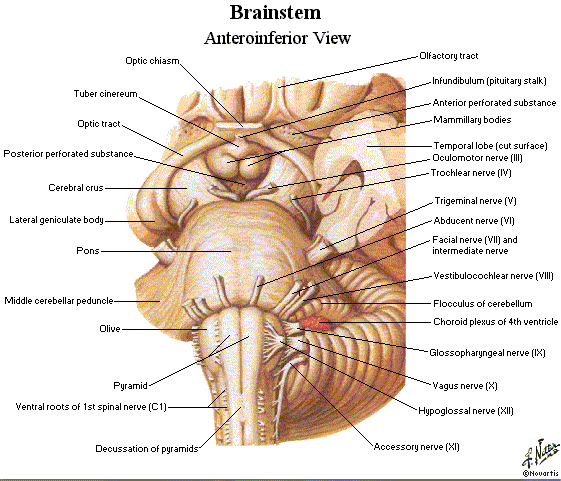 Brainstem
Anteroinferior View
Optic chiasm
Tuber cinereum
Optic tract
Posterior perforated substance
Cerebral crus
Lateral geniculate body
Pons
Middle cerebellar peduncle
Olive
Pyramid
Ventral roots of 1st spinal nerve (C1)
Decussation of pyramids
Olfactory tract
Infundibulum (pituitary stalk)
Anterior perforated substance
Mammillary bodies
Temporal lobe (cut surface)
Oculomotor nerve (III)
Trochlear nerve (IV)
Trigeminal nerve (V)
Abducent nerve (VI)
Facial nerve (VII) and
intermediate nerve
Vestibulocochlear nerve (VIII)
Flocculus of cerebellum
Choroid plexus of 4th ventricle
Glossopharyngeal nerve (IX)
Vagus nerve (X)
Hypoglossal nerve (XII)
Accessory nerve (XI)
©Novartis